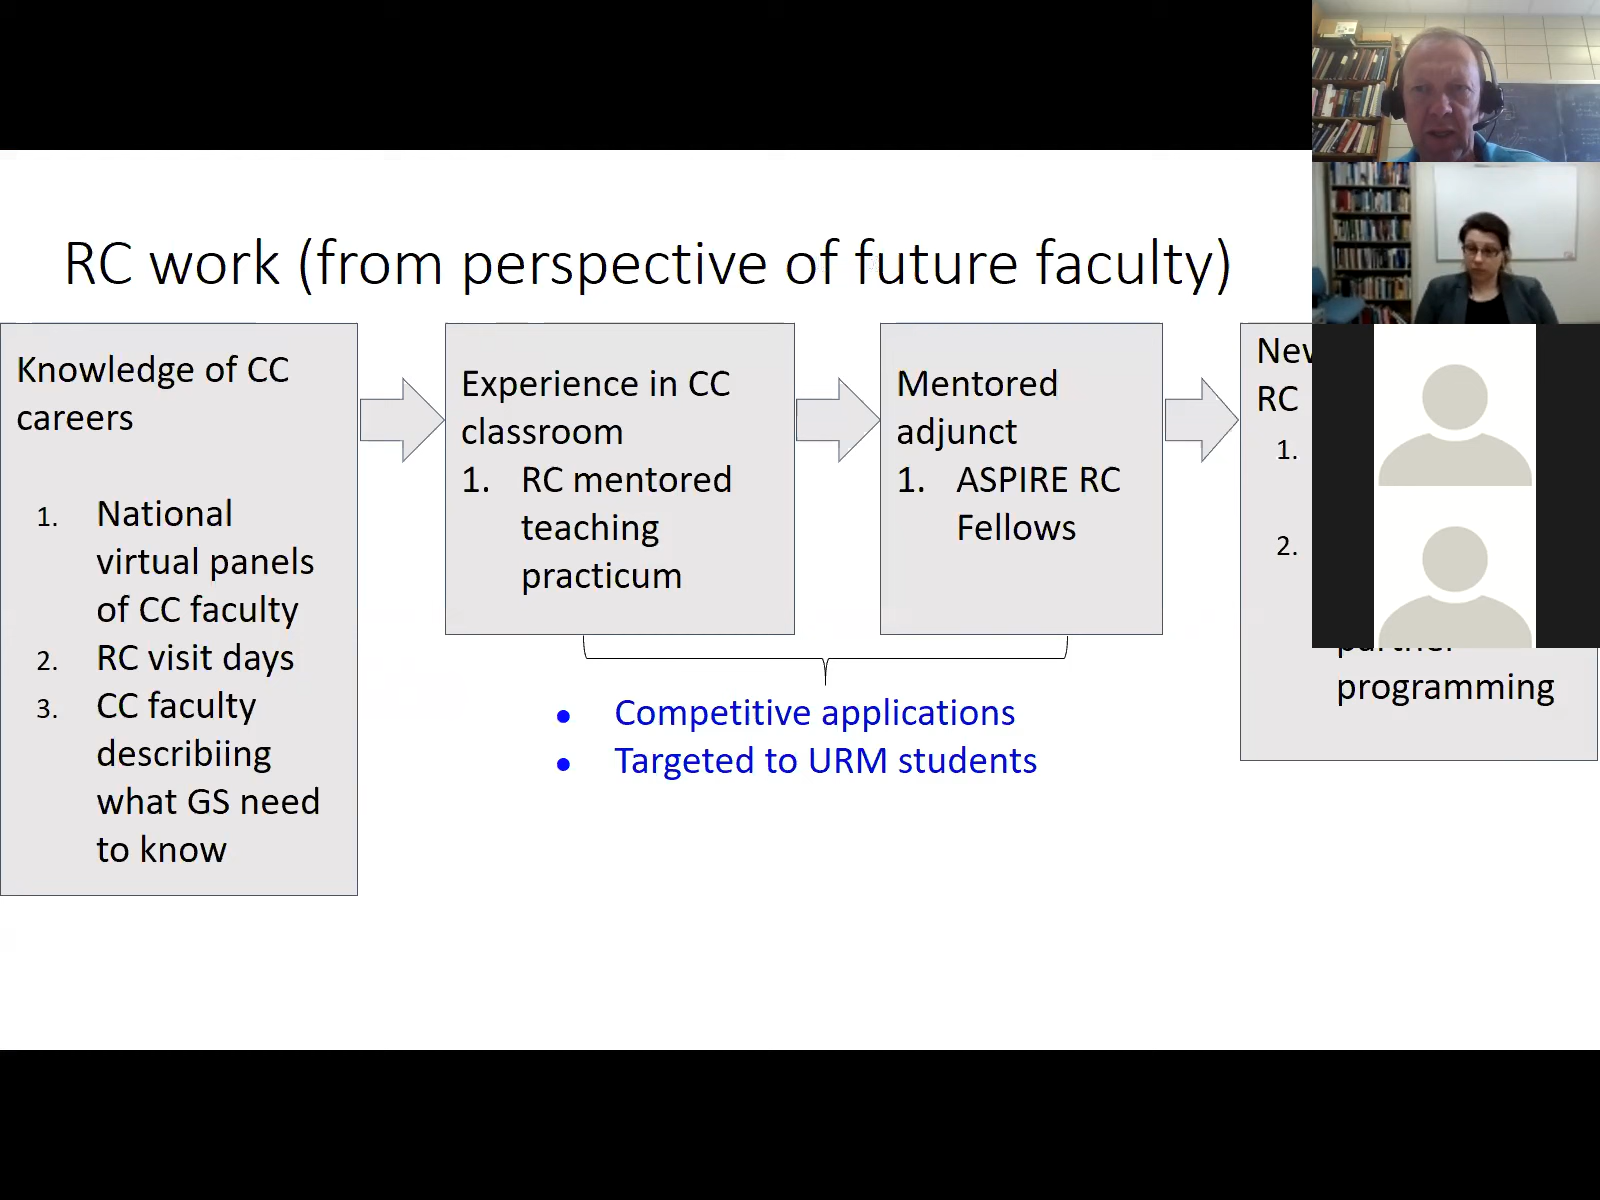 RC work (from perspective of future faculty)
Knowledge of CC
careers
1. National
virtual panels
of CC faculty
2. RC visit days
3. CC faculty
describiing
what GS need
to know
Experience in CC
classroom
1. RC mentored
teaching
practicum
Mentored
adjunct
1. ASPIRE RC
Fellows
• Competitive applications
• Targeted to URM students
RC
1.
2.
programming